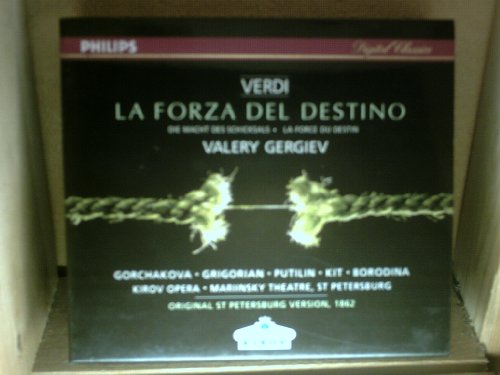 PHILIPS
Digital Classics
VERDI
LA FORZA DEL DESTINO
DIE MACHT DES SCHICKSALS • LA FORCE DU DESTIN
VALERY GERGIEV
GORCHAKOVA • GRIGORIAN • PUTILIN • KIT • BORODINA
KIROV OPERA • MARIINSKY THEATRE, ST PETERSBURG
ORIGINAL ST PETERSBURG VERSION, 1862